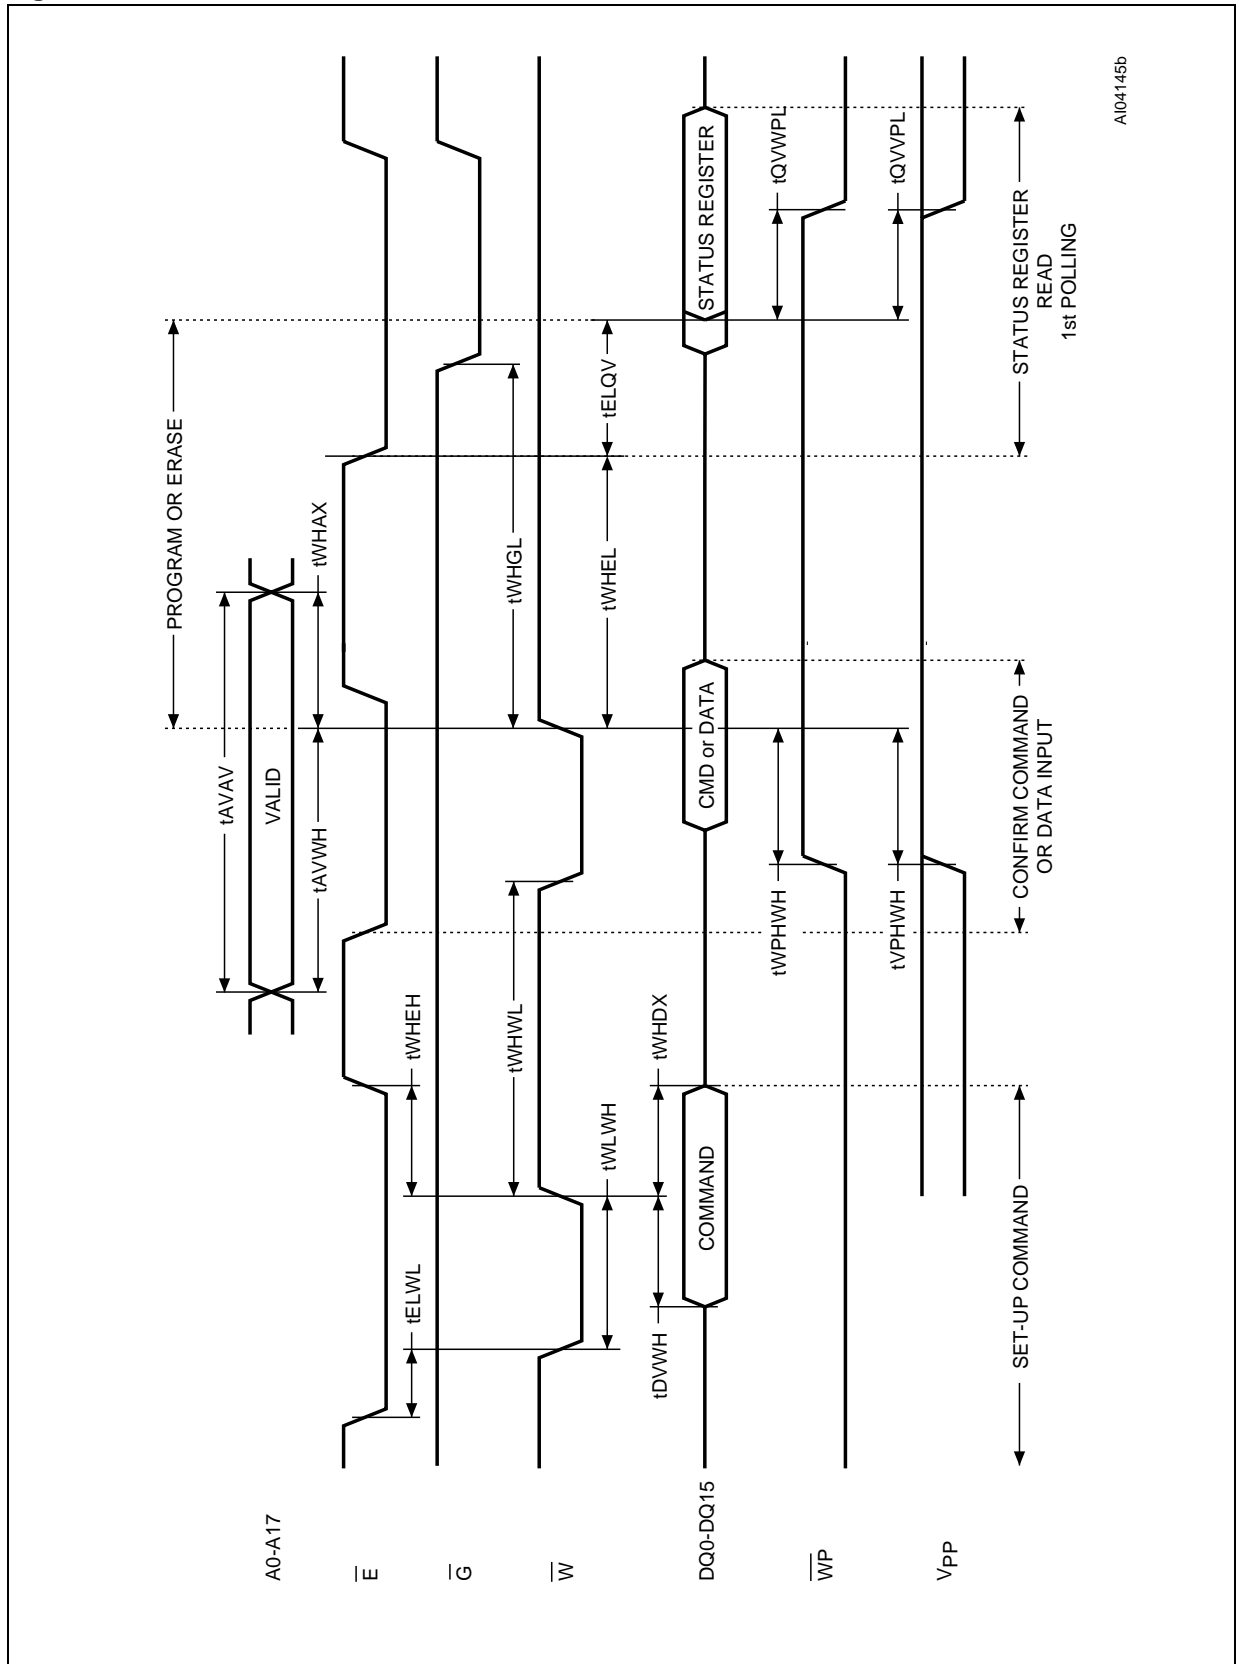 PROGRAM OR ERASE
tAVAV
A0-A17
VALID
tAVWH
tWHAX
E
tELWL
tWHEH
G
tWHWL
tWHGL
W
tWLWH
tWHEL
tELQV
tDVWH
tWHDX
DQ0-DQ15
COMMAND
CMD or DATA
STATUS REGISTER
tWPHWH
tQVWPL
WP
tVPHWH
tQVVPL
VPP
SET-UP COMMAND
CONFIRM COMMAND
OR DATA INPUT
STATUS REGISTER
READ
1st POLLING
AI04145b